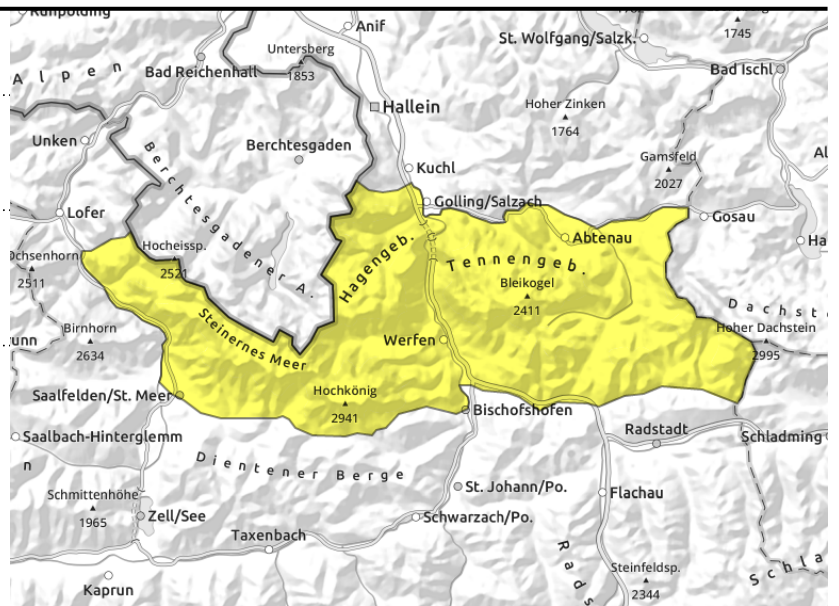 Anif
1745
St. Wolfgang/Salzk.
Untersberg
1853
Bad Reichenhall
Bad Ischl
Alpen
Hallein
Hoher Zinken
1764
Unken
Berchtesgaden
Kuchl
Gamsfeld
2027
Berchtesgadener A.
Lofer
Golling/Salzach
Gosau
Hocheissp.
2521
Hagengeb.
Abtenau
Tennengeb.
2511
Bleikogel
2411
Steinernes Meer
Birnhorn
2634
Werfen
Hoher Dachstein
2995
Saalfelden/St. Meer
Hochkönig
2941
Bischofshofen
Radstadt
Saalbach-Hinterglemm
Schladming
n
Dientener Berge
Schmittenhöhe
1965
St. Johann/Po.
Flachau
Zell/See
Schwarzach/Po.
Taxenbach
Kaprun
Steinfeldsp.
2344